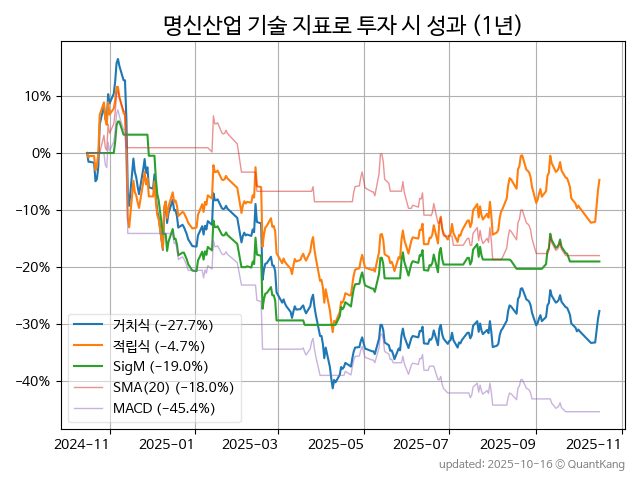 명신산업 기술 지표로 투자 시 성과 (1년)
10%
0%
−10%
−20%
−30%
−40%
거치식 (−27.7%)
적립식 (−4.7%)
SigM (−19.0%)
SMA(20) (−18.0%)
MACD (−45.4%)
2024-11
2025-01
2025-03
2025-05
2025-07
2025-09
2025-11
updated: 2025-10-16 © QuantKang